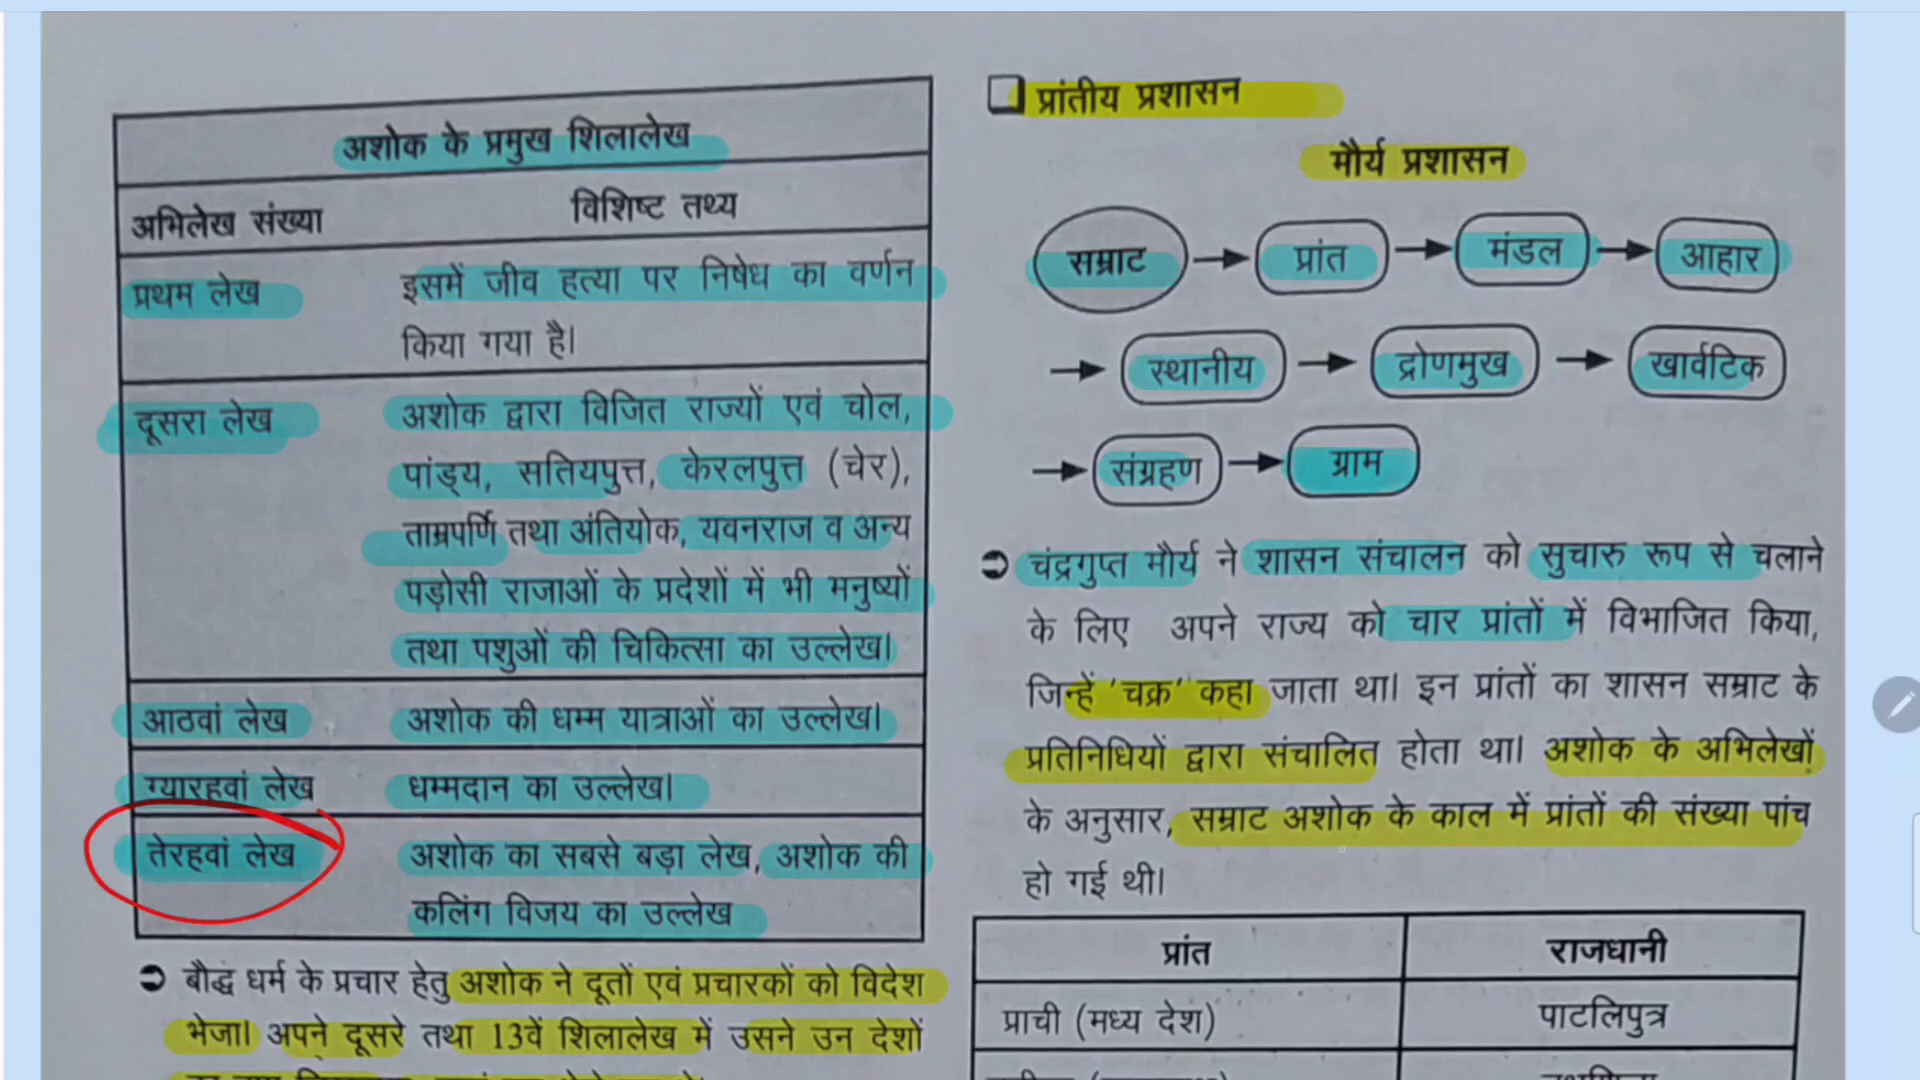 अशोक के प्रमुख शिलालेख
अभिलेख संख्या विशिष्ट तथ्य
प्रथम लेख इसमें जीव हत्या पर निषेध का वर्णन
किया गया है।
दूसरा लेख अशोक द्वारा विजित राज्यों एवं चोल,
पांड्य, सतियपुत्त, केरलपुत्त (चेर),
ताम्रपर्णि तथा अंतियोक, यवनराज व अन्य
पड़ोसी राजाओं के प्रदेशों में भी मनुष्यों
तथा पशुओं की चिकित्सा का उल्लेख।
आठवां लेख अशोक की धम्म यात्राओं का उल्लेख।
ग्यारहवां लेख धम्मदान का उल्लेख।
तेरहवां लेख अशोक का सबसे बड़ा लेख, अशोक की
कलिंग विजय का उल्लेख
बौद्ध धर्म के प्रचार हेतु अशोक ने दूतों एवं प्रचारकों को विदेश
भेजा। अपने दूसरे तथा 13वें शिलालेख में उसने उन देशों
प्रांतीय प्रशासन
मौर्य प्रशासन
सम्राट प्रांत मंडल आहार
स्थानीय द्रोणमुख खार्वटिक
संग्रहण ग्राम
चंद्रगुप्त मौर्य ने शासन संचालन को सुचारु रूप से चलाने
के लिए अपने राज्य को चार प्रांतों में विभाजित किया,
जिन्हें 'चक्र' कहा जाता था। इन प्रांतों का शासन सम्राट के
प्रतिनिधियों द्वारा संचालित होता था। अशोक के अभिलेखों
के अनुसार, सम्राट अशोक के काल में प्रांतों की संख्या पांच
हो गई थी।
प्रांत राजधानी
प्राची (मध्य देश) पाटलिपुत्र